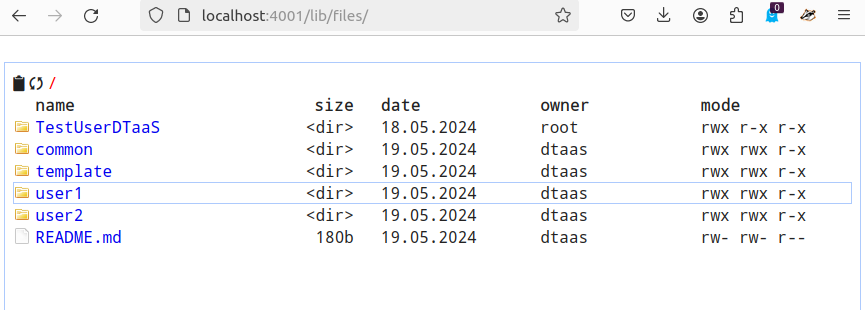 localhost:4001/lib/files/
0
/
name size date owner mode
TestUserDTaaS <dir> 18.05.2024 root rwx r-x r-x
common <dir> 19.05.2024 dtaas rwx rwx r-x
template <dir> 19.05.2024 dtaas rwx rwx r-x
user1 <dir> 19.05.2024 dtaas rwx rwx r-x
user2 <dir> 19.05.2024 dtaas rwx rwx r-x
README.md 180b 19.05.2024 dtaas rw- rw- r--